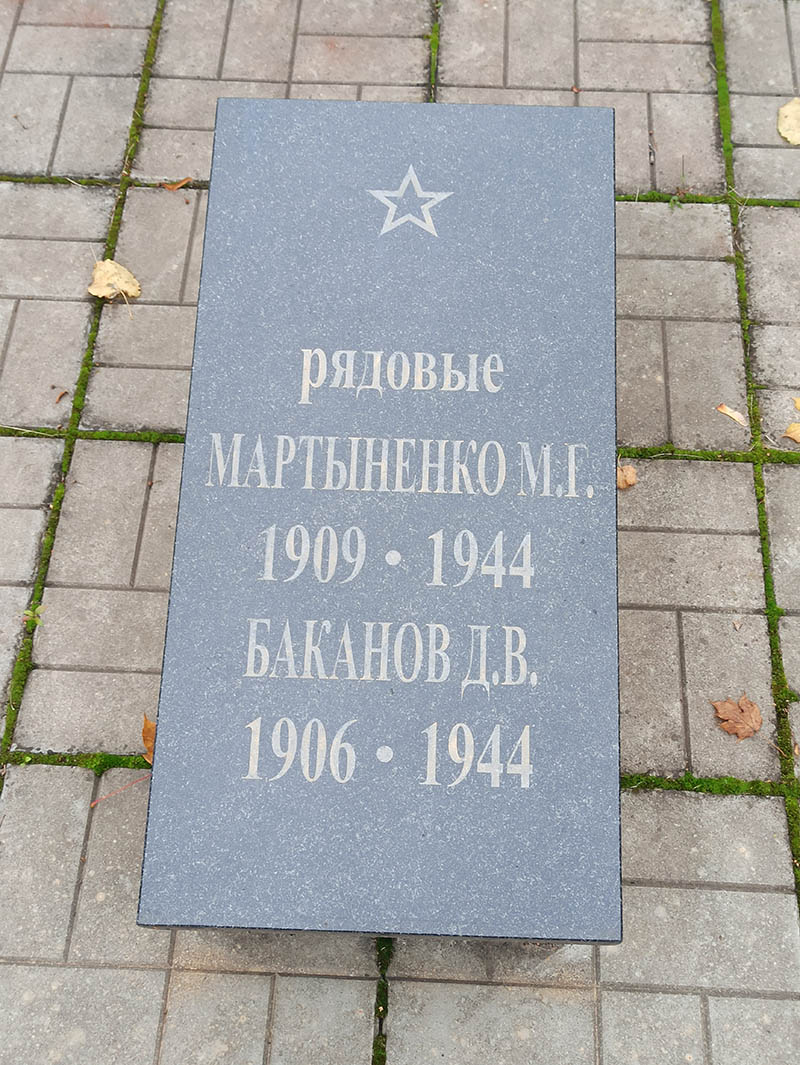 рядовые
МАРТЫНЕНКО М.Г.
1909 • 1944
БАКАНОВ Д.В.
1906 • 1944